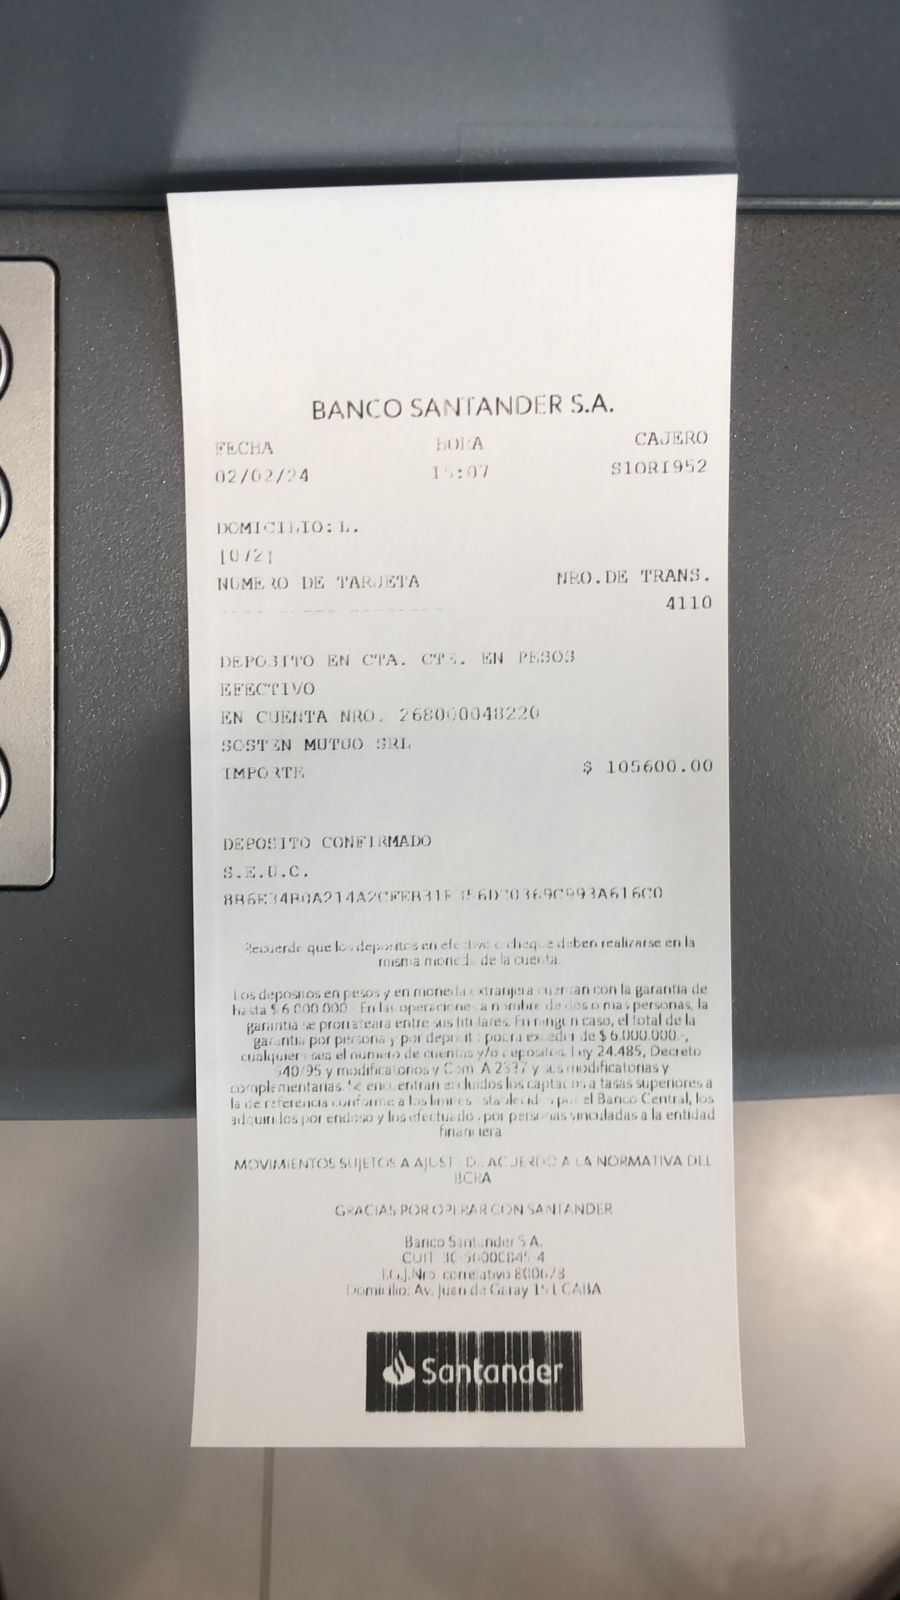 BANCO SANTANDER S.A.
FECHA HORA CAJERO
02/02/24 15:07 S1ORI952
DOMICILIO:L.
[072]
NUMERO DE TARJETA NRO.DE TRANS.
4110
DEPOSITO EN CTA. CTE. EN PESOS
EFECTIVO
EN CUENTA NRO. 268000048220
SOSTEN MUTUO SRL
IMPORTE $ 105600.00
DEPOSITO CONFIRMADO
S.E.U.C.
Recuerde que los depositos en efectivo o cheque deben realizarse en la
misma moneda de la cuenta.
Los depositos en pesos y en moneda extranjera cuentan con la garantia de
hasta $ 6.000.000.- En las operaciones a nombre de dos o mas personas, la
garantia se prorrateara entre sus titulares. En ningun caso, el total de la
garantia por persona y por deposito podra exceder de $ 6.000.000.-,
cualquiera sea el numero de cuentas y/o depositos. Ley 24.485, Decreto
540/95 y modificatorios y Com. A 2337 y sus modificatorias y
complementarias. Se encuentran excluidos los captados a tasas superiores a
la de referencia conforme a los limites establecidos por el Banco Central, los
adquiridos por endoso y los efectuados por personas vinculadas a la entidad
financiera
MOVIMIENTOS SUJETOS A AJUSTE DE ACUERDO A LA NORMATIVA DEL
BCRA
GRACIAS POR OPERAR CON SANTANDER
Banco Santander S.A.
CUIT
I.G.J. Nro. correlativo
Domicilio: Av. Juan de Garay 151 CABA
Santander